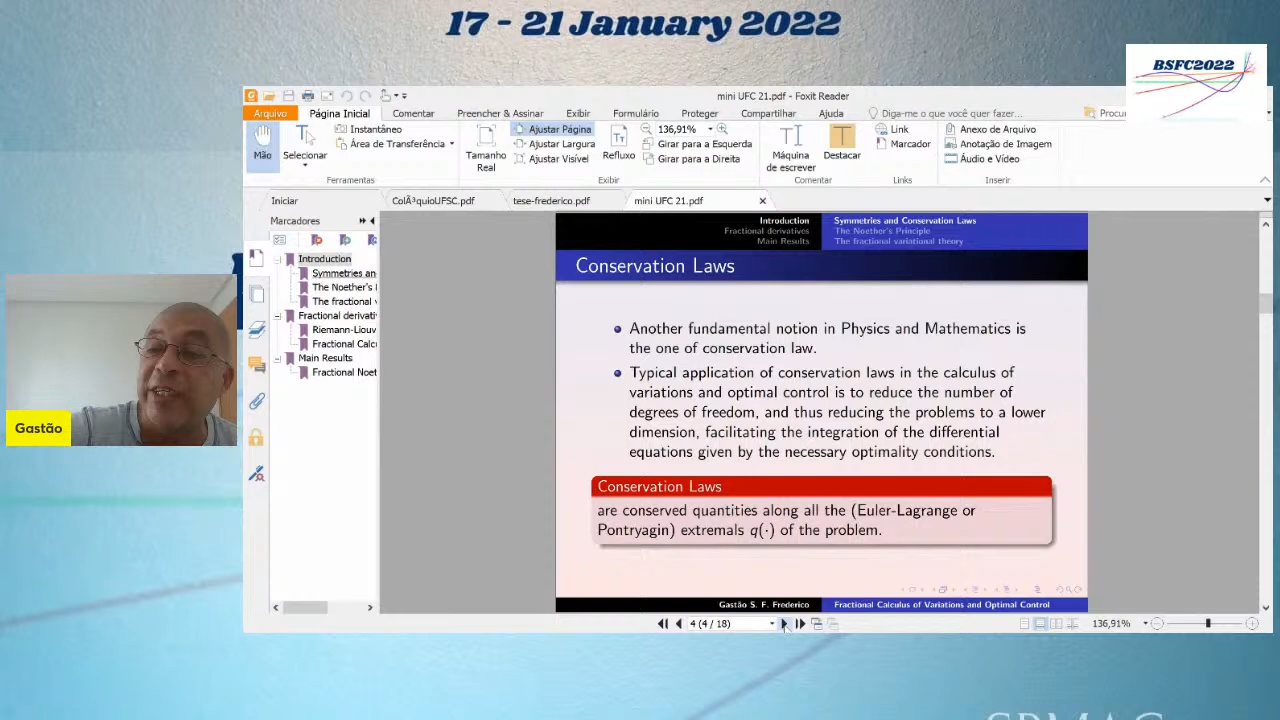 17 - 21 January 2022
BSFC2022
mini UFC 21.pdf - Foxit Reader
Arquivo Página Inicial Comentar Preencher & Assinar Exibir Formulário Proteger Compartilhar Ajuda Diga-me o que você quer fazer... Procur
Mão
Selecionar
Instantâneo
Área de Transferência
Ferramentas
Tamanho
Real
Ajustar Página
Ajustar Largura
Ajustar Visível
Refluxo
136,91%
Girar para a Esquerda
Girar para a Direita
Exibir
Máquina
de escrever
Destacar
Comentar
Link
Marcador
Links
Anexo de Arquivo
Anotação de Imagem
Áudio e Vídeo
Inserir
Iniciar
ColÃ³quioUFSC.pdf
tese-frederico.pdf
mini UFC 21.pdf
Marcadores
Introduction
Symmetries an
The Noether's
The fractional v
Fractional derivati
Riemann-Liouv
Fractional Calc
Main Results
Fractional Noet
Introduction
Fractional derivatives
Main Results
Symmetries and Conservation Laws
The Noether's Principle
The fractional variational theory
Conservation Laws
Another fundamental notion in Physics and Mathematics is
the one of conservation law.
Typical application of conservation laws in the calculus of
variations and optimal control is to reduce the number of
degrees of freedom, and thus reducing the problems to a lower
dimension, facilitating the integration of the differential
equations given by the necessary optimality conditions.
Conservation Laws
are conserved quantities along all the (Euler-Lagrange or
Pontryagin) extremals q(·) of the problem.
Gastão S. F. Frederico
Fractional Calculus of Variations and Optimal Control
4 (4 / 18)
136,91%
Gastão